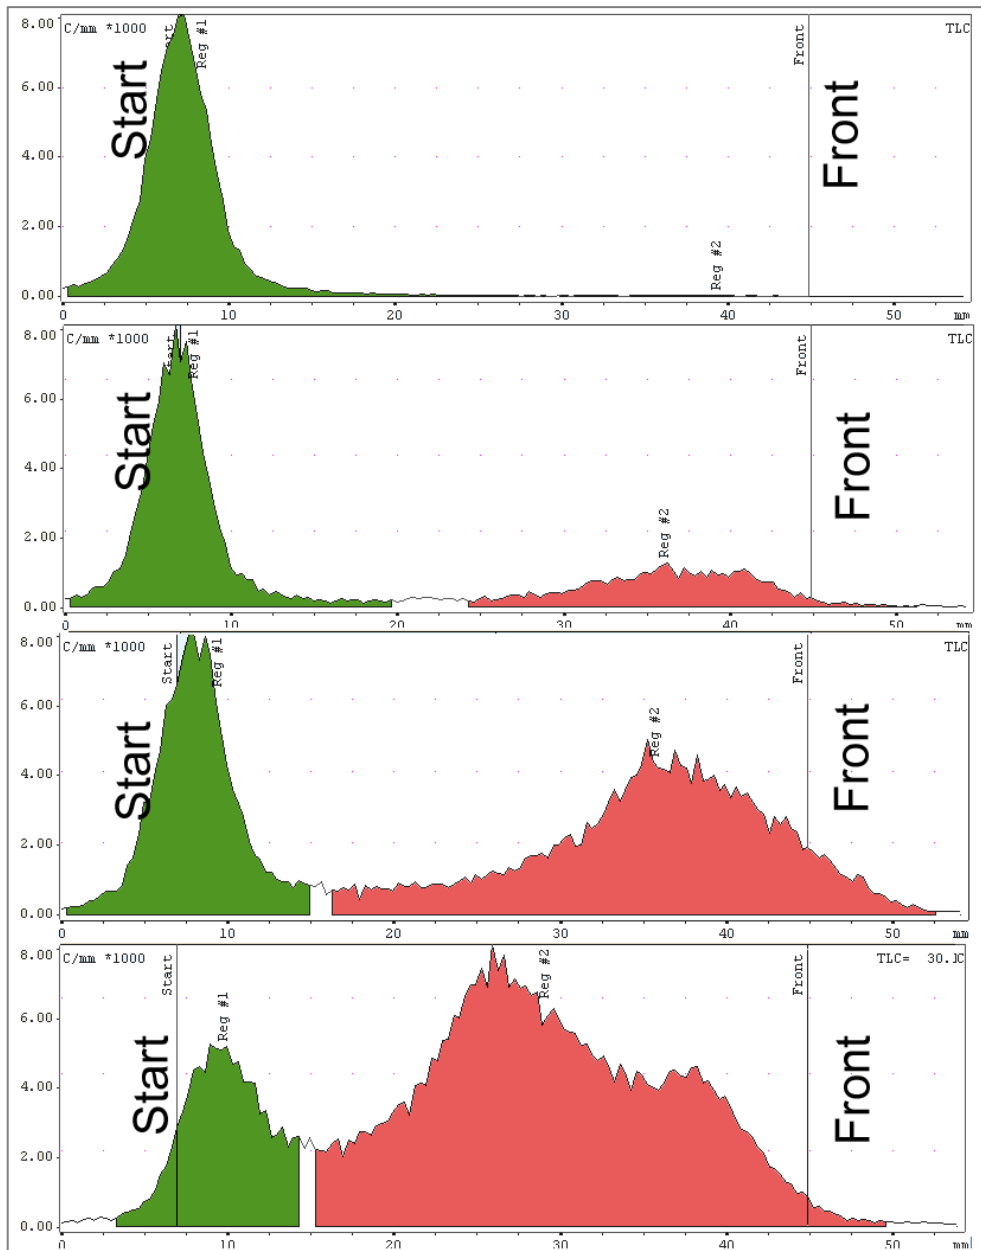 8.00 C/mm *1000 Reg #1 Front TLC
Start Front
6.00
4.00
2.00
Reg #2
0.00
0 10 20 30 40 50 mm
8.00 C/mm *1000 Reg #1 Front TLC
Start Front
6.00
4.00
2.00
Reg #2
0.00
0 10 20 30 40 50 mm
8.00 C/mm *1000 Start Reg #1 Front TLC
Start Front
6.00
Reg #2
4.00
2.00
0.00
0 10 20 30 40 50 mm
8.00 C/mm *1000 Start Reg #2 Front
Reg #1
6.00
Start Front
4.00
2.00
0.00
0 10 20 30 40 50 mm